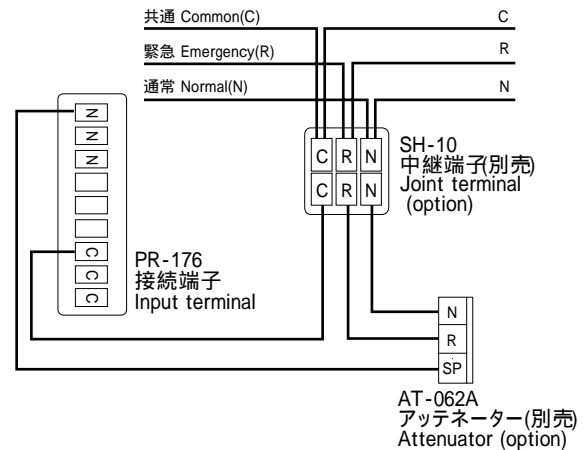 共通 Common(C)
C
緊急 Emergency(R)
R
通常 Normal(N)
N
N
N
N
C
C
C
PR-176
接続端子
Input terminal
C R N
C R N
SH-10
中継端子(別売)
Joint terminal
(option)
N
R
SP
AT-062A
アッテネーター(別売)
Attenuator (option)